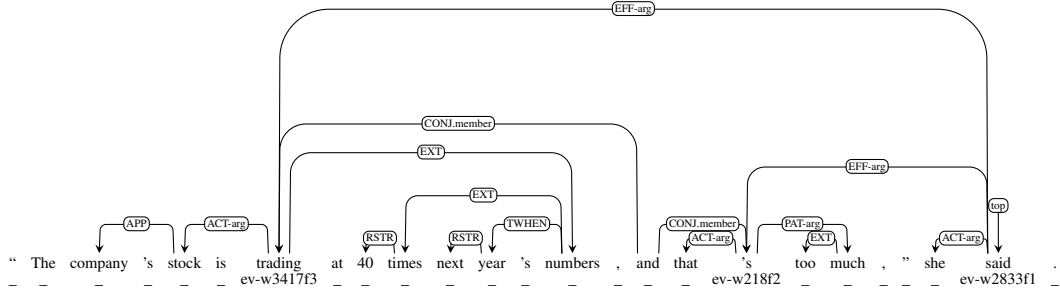 EFF-arg
CONJ.member
EXT
EFF-arg
EXT
top
APP ACT-arg RSTR RSTR TWHEN CONJ.member PAT-arg
ACT-arg EXT ACT-arg
“ The company 's stock is trading at 40 times next year 's numbers , and that 's too much , ” she said .
_ _ _ _ _ _ ev-w3417f3 _ _ _ _ _ _ _ _ _ _ ev-w218f2 _ _ _ _ _ ev-w2833f1 _